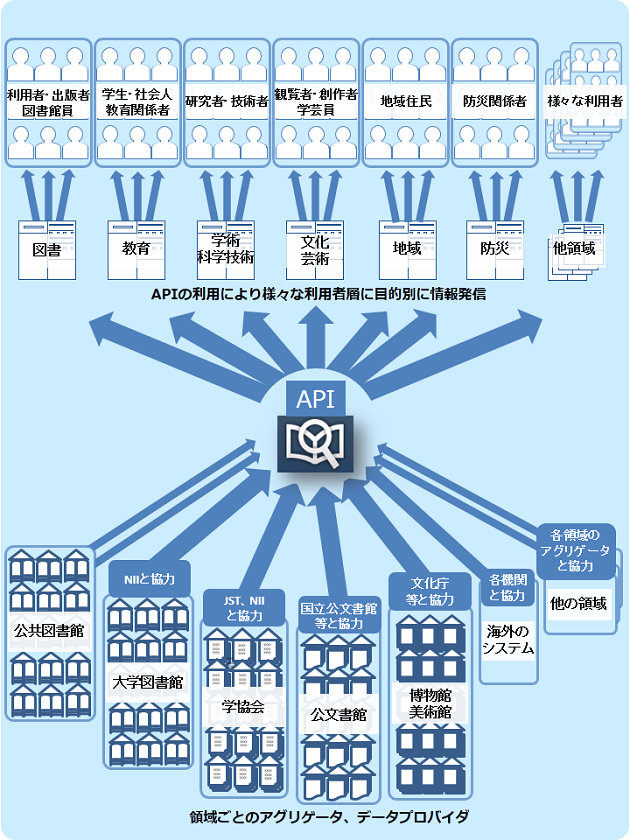 利用者・出版者
図書館員
学生・社会人
教育関係者
研究者・技術者
観覧者・創作者
学芸員
地域住民
防災関係者
様々な利用者
図書
教育
学術
科学技術
文化
芸術
地域
防災
他領域
APIの利用により様々な利用者層に目的別に情報発信
API
公共図書館
NIIと協力
大学図書館
JST、NII
と協力
学協会
国立公文書館
等と協力
公文書館
文化庁
等と協力
博物館
美術館
各機関
と協力
海外の
システム
各領域の
アグリゲータ
と協力
他の領域
領域ごとのアグリゲータ、データプロバイダ